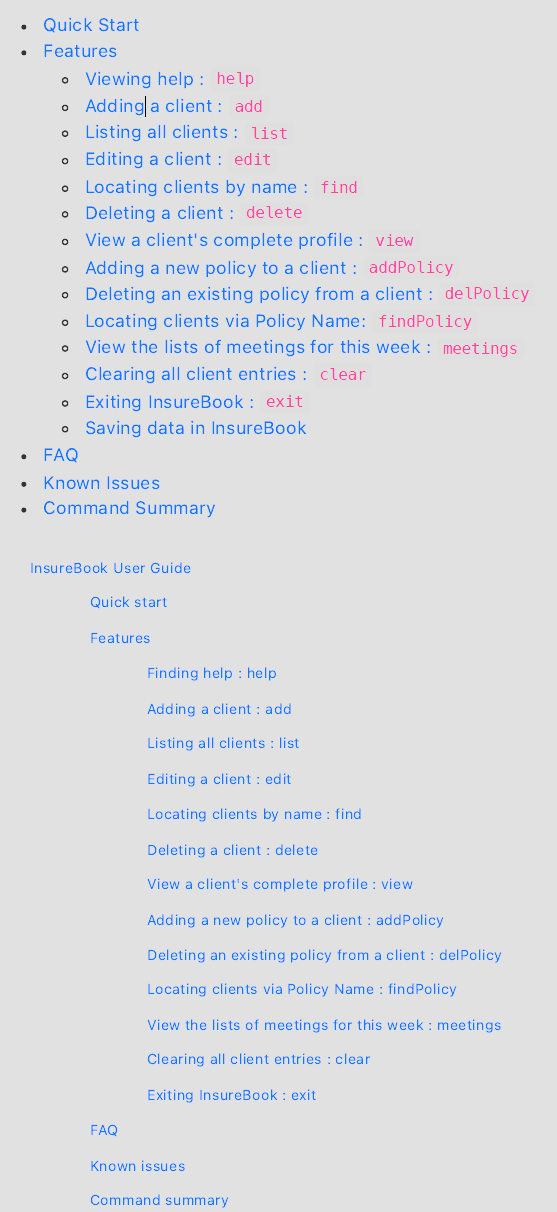 Quick Start
Features
Viewing help : help
Adding a client : add
Listing all clients : list
Editing a client : edit
Locating clients by name : find
Deleting a client : delete
View a client's complete profile : view
Adding a new policy to a client : addPolicy
Deleting an existing policy from a client : delPolicy
Locating clients via Policy Name: findPolicy
View the lists of meetings for this week : meetings
Clearing all client entries : clear
Exiting InsureBook : exit
Saving data in InsureBook
FAQ
Known Issues
Command Summary
InsureBook User Guide
Quick start
Features
Finding help : help
Adding a client : add
Listing all clients : list
Editing a client : edit
Locating clients by name : find
Deleting a client : delete
View a client's complete profile : view
Adding a new policy to a client : addPolicy
Deleting an existing policy from a client : delPolicy
Locating clients via Policy Name : findPolicy
View the lists of meetings for this week : meetings
Clearing all client entries : clear
Exiting InsureBook : exit
FAQ
Known issues
Command summary